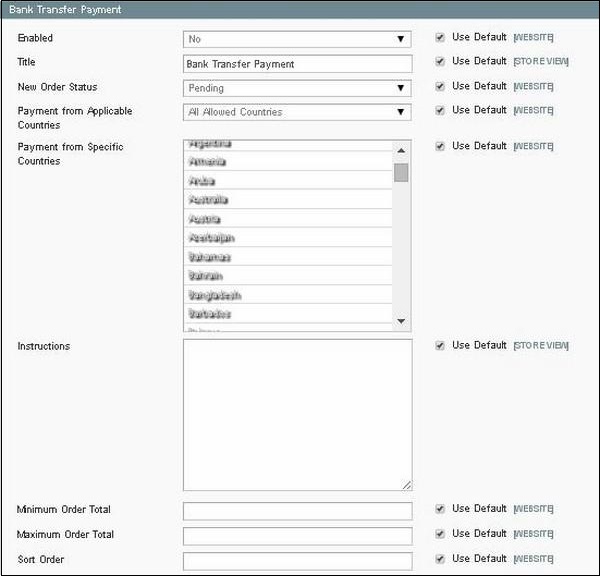 Bank Transfer Payment
Enabled No Use Default [WEBSITE]
Title Bank Transfer Payment Use Default [STORE VIEW]
New Order Status Pending Use Default [WEBSITE]
Payment from Applicable Countries All Allowed Countries Use Default [WEBSITE]
Payment from Specific Countries Use Default [WEBSITE]
Argentina
Armenia
Aruba
Australia
Austria
Azerbaijan
Bahamas
Bahrain
Bangladesh
Barbados
Instructions Use Default [STORE VIEW]
Minimum Order Total Use Default [WEBSITE]
Maximum Order Total Use Default [WEBSITE]
Sort Order Use Default [WEBSITE]